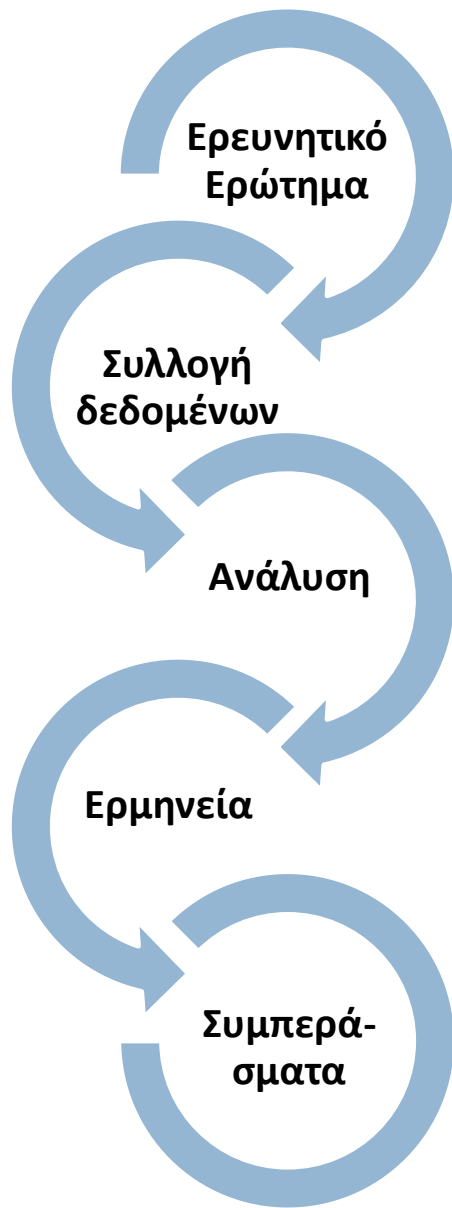 Ερευνητικό
Ερώτημα
Συλλογή
δεδομένων
Ανάλυση
Ερμηνεία
Συμπερά-
σματα